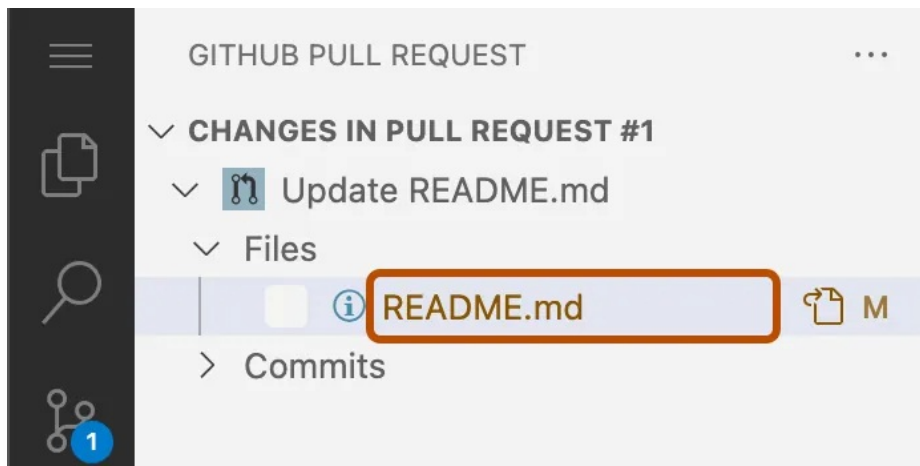 GITHUB PULL REQUEST ...
CHANGES IN PULL REQUEST #1
Update README.md
Files
README.md M
Commits
1